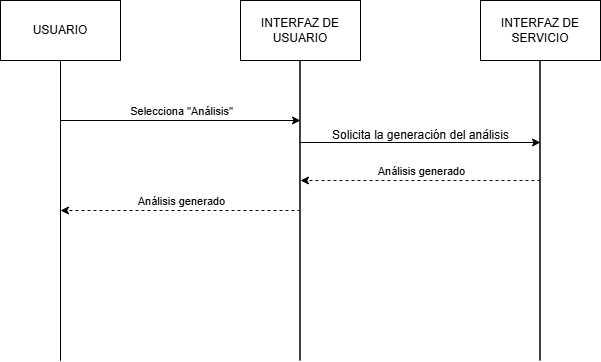 USUARIO
INTERFAZ DE
USUARIO
INTERFAZ DE
SERVICIO
Selecciona "Análisis"
Solicita la generación del análisis
Análisis generado
Análisis generado